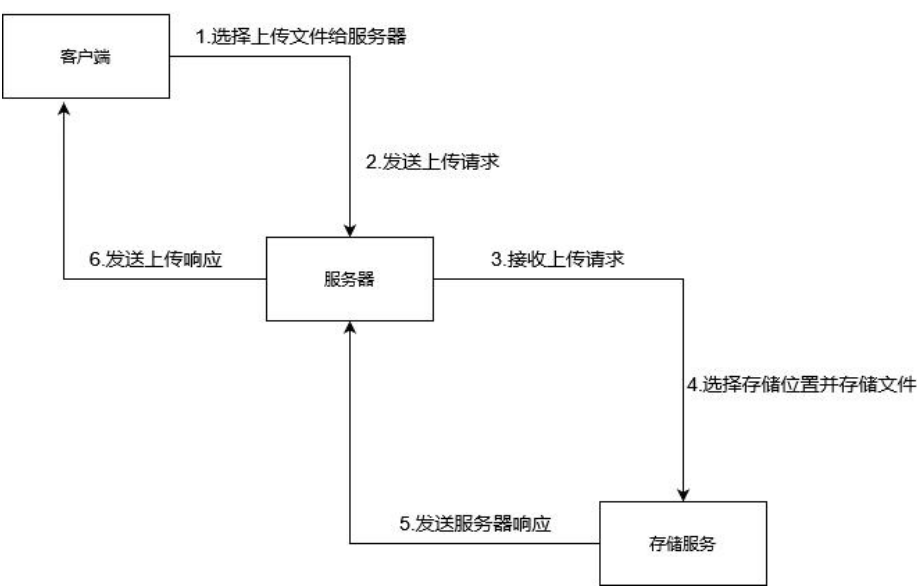 1.选择上传文件给服务器
客户端
2.发送上传请求
6.发送上传响应
3.接收上传请求
服务器
4.选择存储位置并存储文件
5.发送服务器响应
存储服务